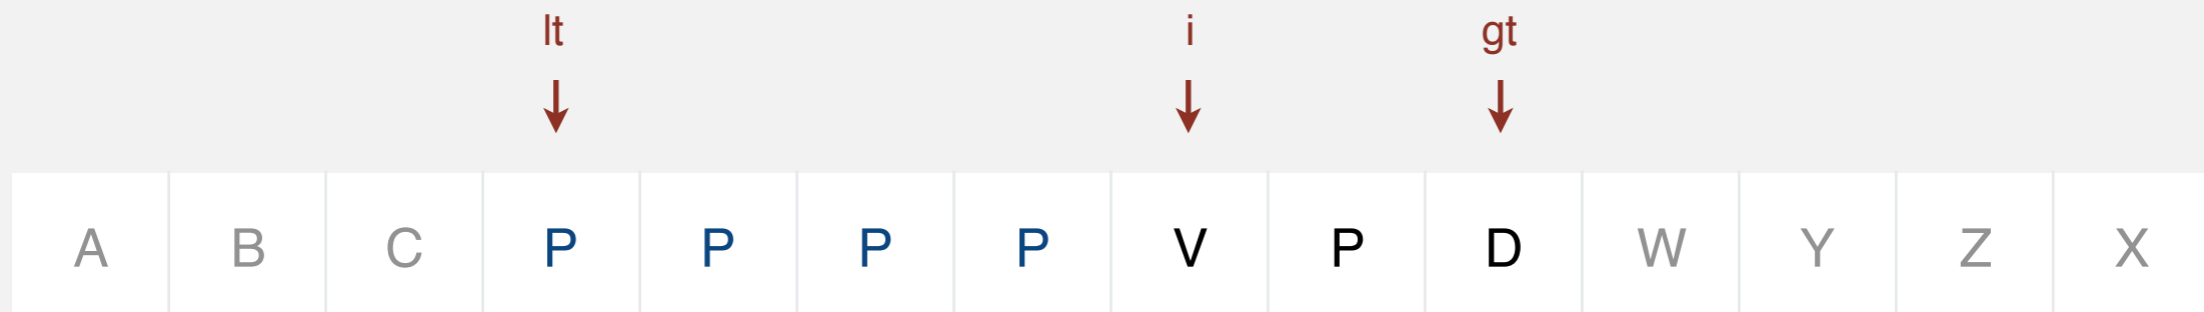 lt i gt
A B C P P P P V P D W Y Z X